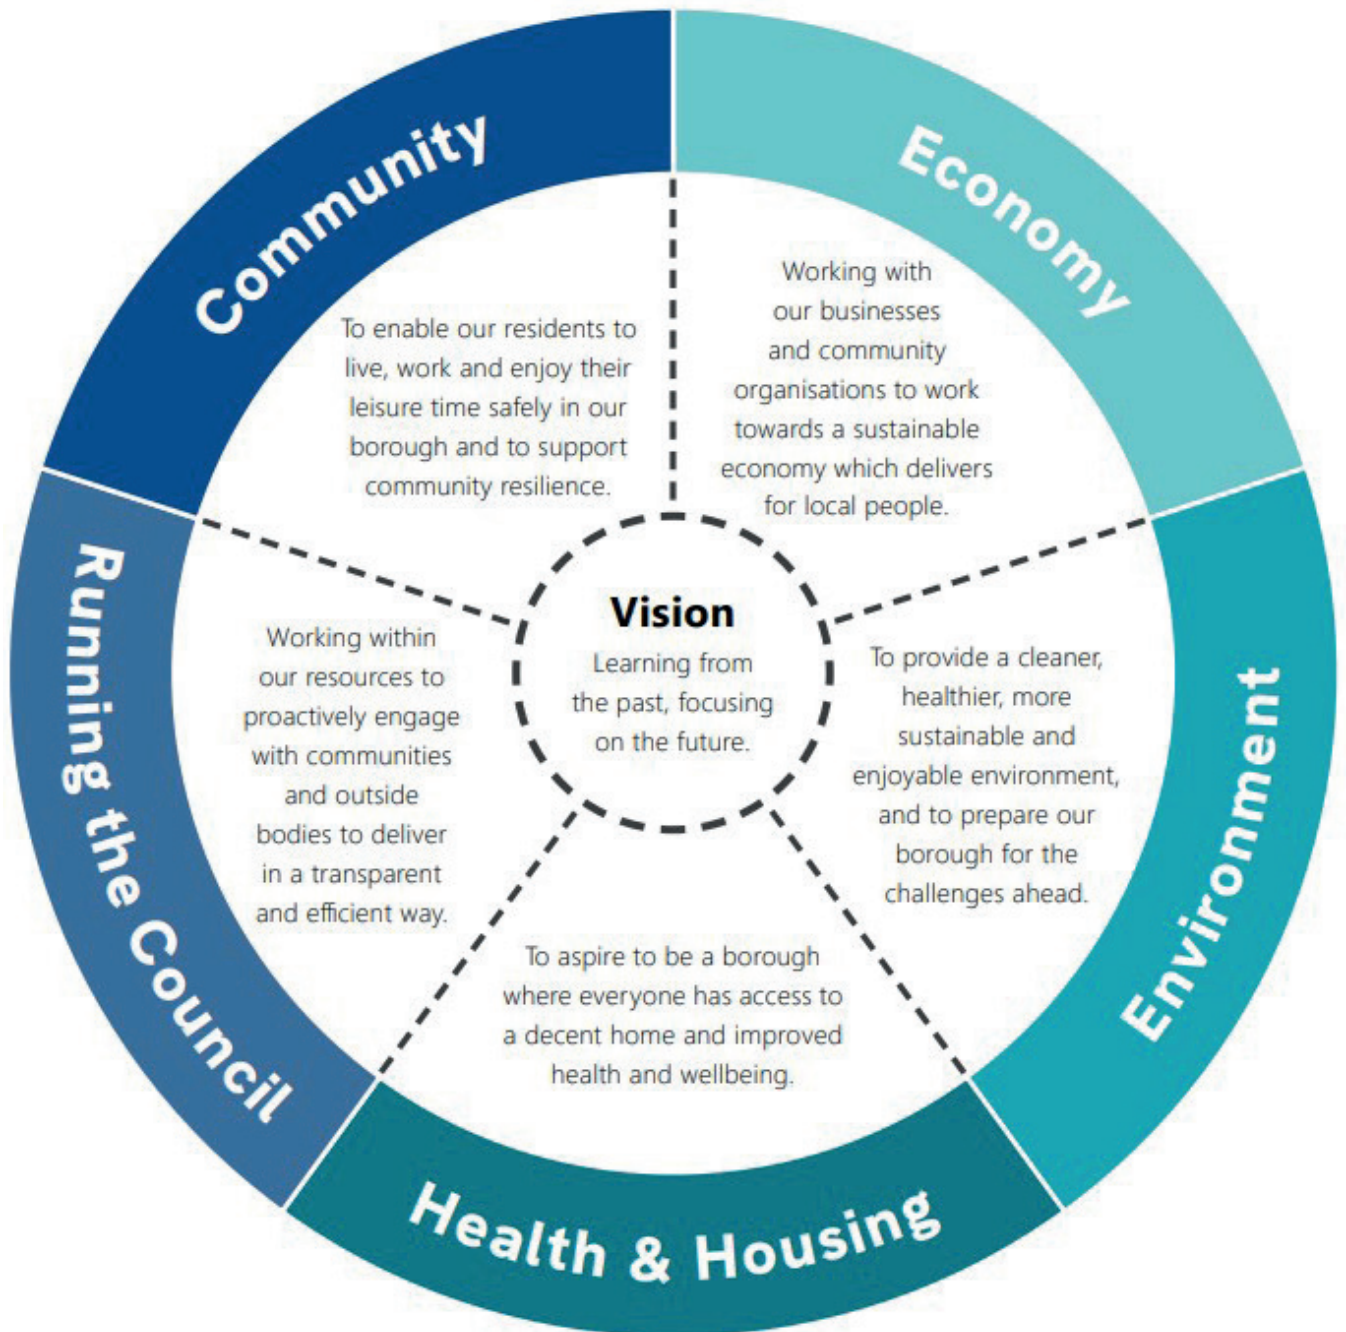 Community
To enable our residents to
live, work and enjoy their
leisure time safely in our
borough and to support
community resilience.
Economy
Working with
our businesses
and community
organisations to work
towards a sustainable
economy which delivers
for local people.
Vision
Learning from
the past, focusing
on the future.
Running the Council
Working within
our resources to
proactively engage
with communities
and outside
bodies to deliver
in a transparent
and efficient way.
To provide a cleaner,
healthier, more
sustainable and
enjoyable environment,
and to prepare our
borough for the
challenges ahead.
Environment
To aspire to be a borough
where everyone has access to
a decent home and improved
health and wellbeing.
Health & Housing